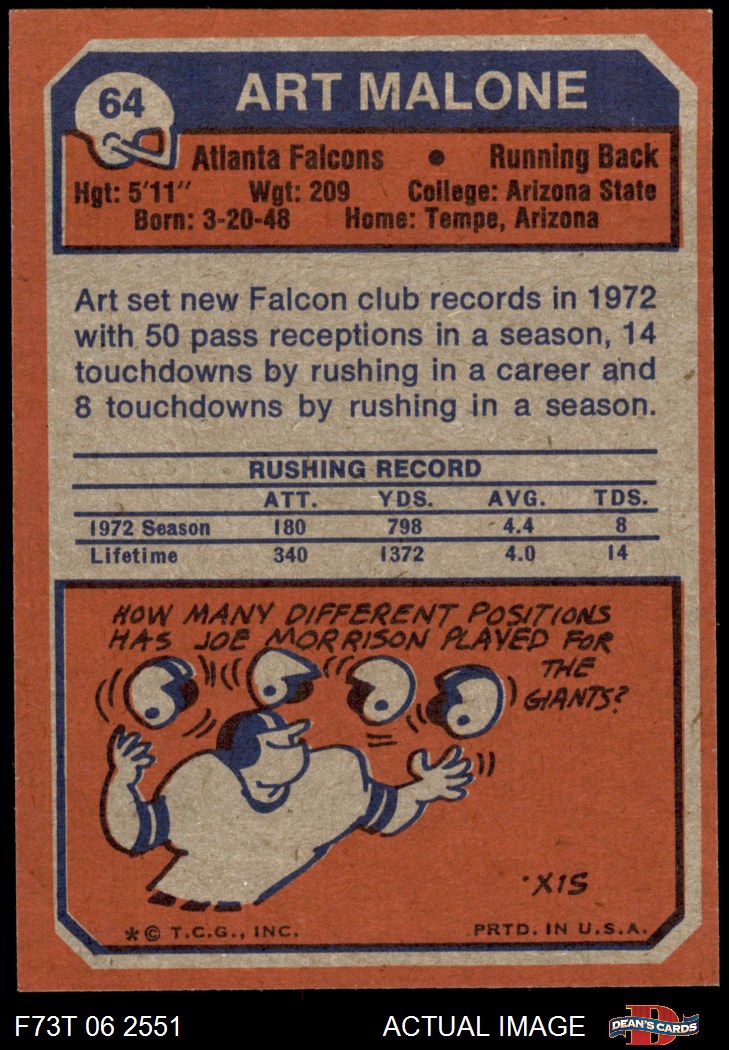 64
ART MALONE
Atlanta Falcons • Running Back
Hgt: 5'11" Wgt: 209 College: Arizona State
Born: 3-20-48 Home: Tempe, Arizona
Art set new Falcon club records in 1972
with 50 pass receptions in a season, 14
touchdowns by rushing in a career and
8 touchdowns by rushing in a season.
RUSHING RECORD
ATT. YDS. AVG. TDS.
1972 Season 180 798 4.4 8
Lifetime 340 1372 4.0 14
HOW MANY DIFFERENT POSITIONS
HAS JOE MORRISON PLAYED FOR
THE
GIANTS?
·XIS
* © T.C.G., INC. PRTD. IN U.S.A.
F73T 06 2551 ACTUAL IMAGE D DEAN'S CARDS